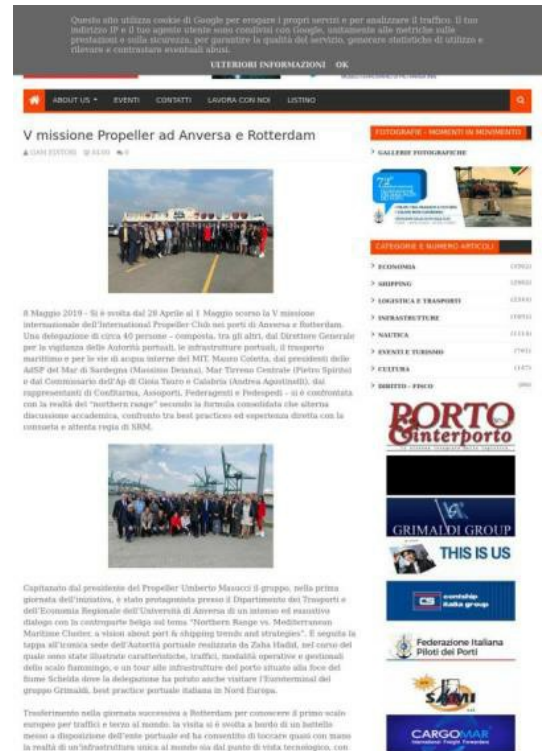 Questo sito utilizza cookie di Google per erogare i propri servizi e per analizzare il traffico. Il tuo
indirizzo IP e il tuo agente utente sono condivisi con Google, unitamente alle metriche sulle
prestazioni e sulla sicurezza, per garantire la qualità del servizio, generare statistiche di utilizzo e
rilevare e contrastare eventuali abusi.
ULTERIORI INFORMAZIONI OK
ABOUT US EVENTI CONTATTI LAVORA CON NOI LISTINO
V missione Propeller ad Anversa e Rotterdam
8 Maggio 2019 - Si è svolta dal 28 Aprile al 1 Maggio scorso la V missione
internazionale dell'International Propeller Club nei porti di Anversa e Rotterdam.
Una delegazione di circa 40 persone – composta, tra gli altri, dal Direttore Generale
per la vigilanza delle Autorità portuali, le infrastrutture portuali, il trasporto
marittimo e per le vie di acqua interne del MIT, Mauro Coletta, dai presidenti delle
AdSP del Mar di Sardegna (Massimo Deiana), Mar Tirreno Centrale (Pietro Spirito)
e dal Commissario dell'Ap di Gioia Tauro e Calabria (Andrea Agostinelli), dai
rappresentanti di Confitarma, Assoporti, Federagenti e Fedespedi – si è confrontata
con la realtà del "northern range" secondo la formula consolidata che alterna
discussione accademica, confronto tra best practices ed esperienza diretta con la
consueta e attenta regia di SRM.
Capitanato dal presidente del Propeller Umberto Masucci il gruppo, nella prima
giornata dell'iniziativa, è stato protagonista presso il Dipartimento dei Trasporti e
dell'Economia Regionale dell'Università di Anversa di un intenso ed esaustivo
dialogo con la controparte belga sul tema "Northern Range vs. Mediterranean
Maritime Cluster, a vision about port & shipping trends and strategies". È seguita la
tappa all'iconica sede dell'Autorità portuale realizzata da Zaha Hadid, nel corso del
quale sono state illustrate caratteristiche, traffici, modalità operative e gestionali
dello scalo fiammingo, e un tour alle infrastrutture del porto situato alla foce del
fiume Schelda dove la delegazione ha potuto anche visitare l'Euroterminal del
gruppo Grimaldi, best practice portuale italiana in Nord Europa.
Trasferimento nella giornata successiva a Rotterdam per conoscere il primo scalo
europeo per traffici e terzo al mondo, la visita si è svolta a bordo di un battello
messo a disposizione dell'ente portuale ed ha consentito di toccare quasi con mano
la realtà di un'infrastruttura unica al mondo sia dal punto di vista tecnologico, con
FOTOGRAFIE - MOMENTI IN MOVIMENTO
GALLERIE FOTOGRAFICHE
CATEGORIE E NUMERO ARTICOLI
ECONOMIA
SHIPPING
LOGISTICA E TRASPORTI
INFRASTRUTTURE
NAUTICA
EVENTI E TURISMO
CULTURA
DIRITTO - FISCO
PORTO
&interporto
GRIMALDI GROUP
THIS IS US
CS contship
italia group
Federazione Italiana
Piloti dei Porti
CARGOMAR
International Freight Forwarders